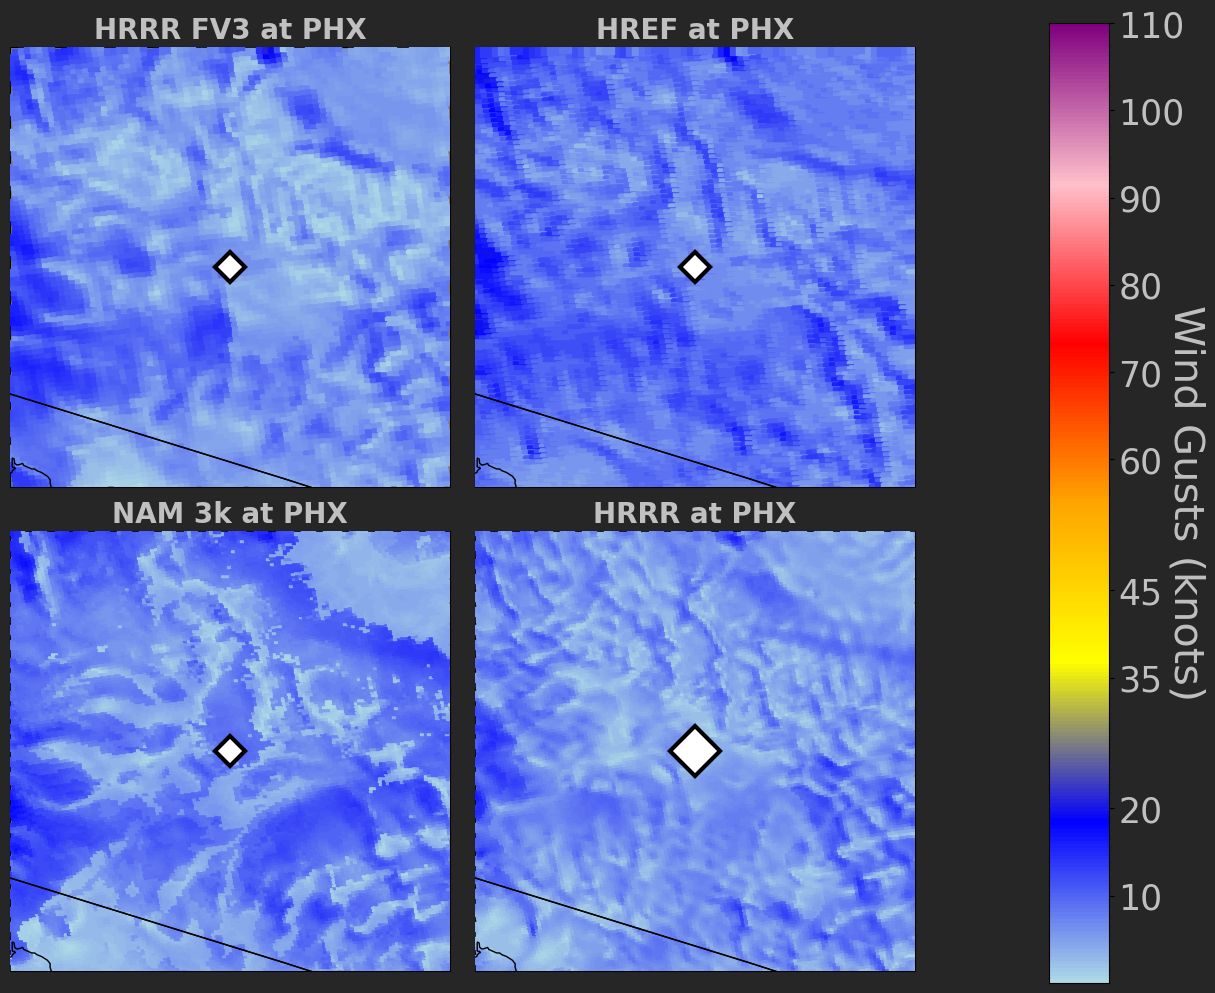 HRRR FV3 at PHX
HREF at PHX
NAM 3k at PHX
HRRR at PHX
110
100
90
80
70
60
45
35
20
10
Wind Gusts (knots)